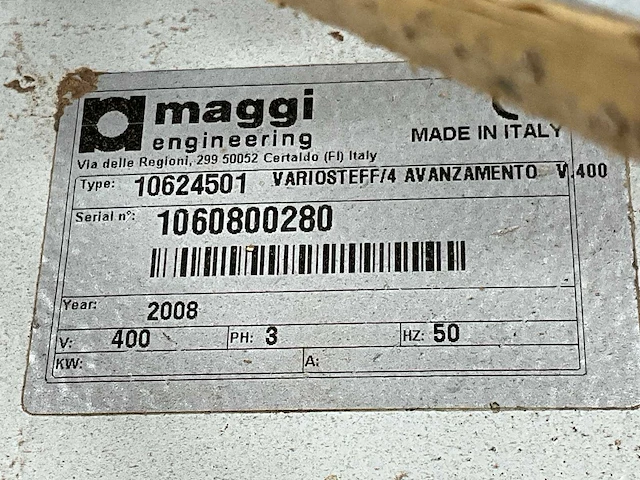 maggi
engineering
MADE IN ITALY
Via delle Regioni, 299 50052 Certaldo (FI) Italy
Type: 10624501 VARIOSTEFF/4 AVANZAMENTO V.400
Serial n°: 1060800280
Year: 2008
V: 400 PH: 3 HZ: 50
KW: A: